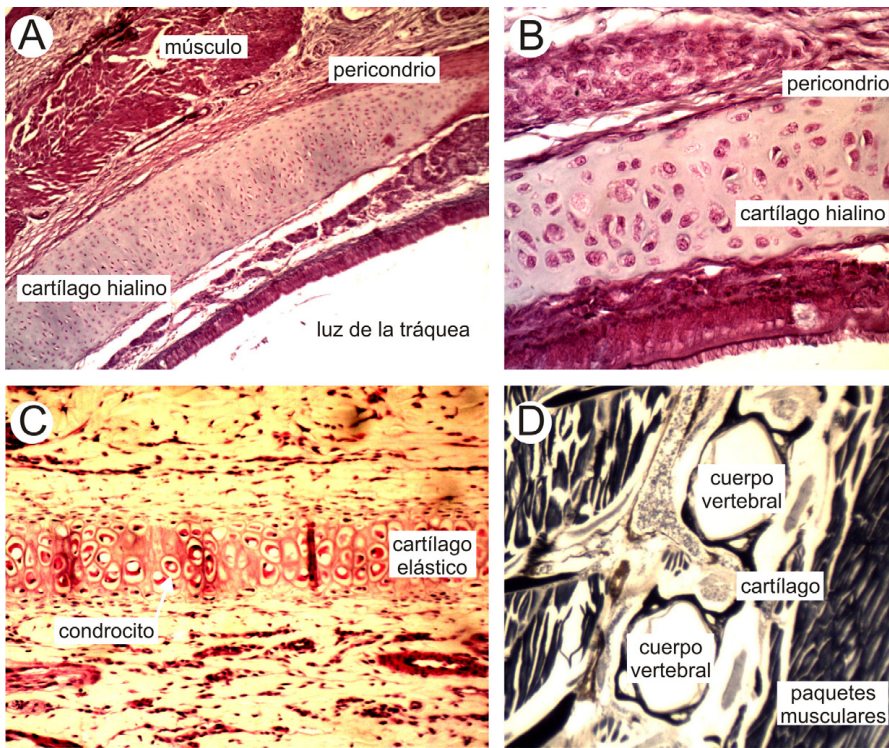 A
músculo
pericondrio
cartílago hialino
luz de la tráquea
B
pericondrio
cartílago hialino
C
cartílago
elástico
condrocito
D
cuerpo
vertebral
cartílago
cuerpo
vertebral
paquetes
musculares